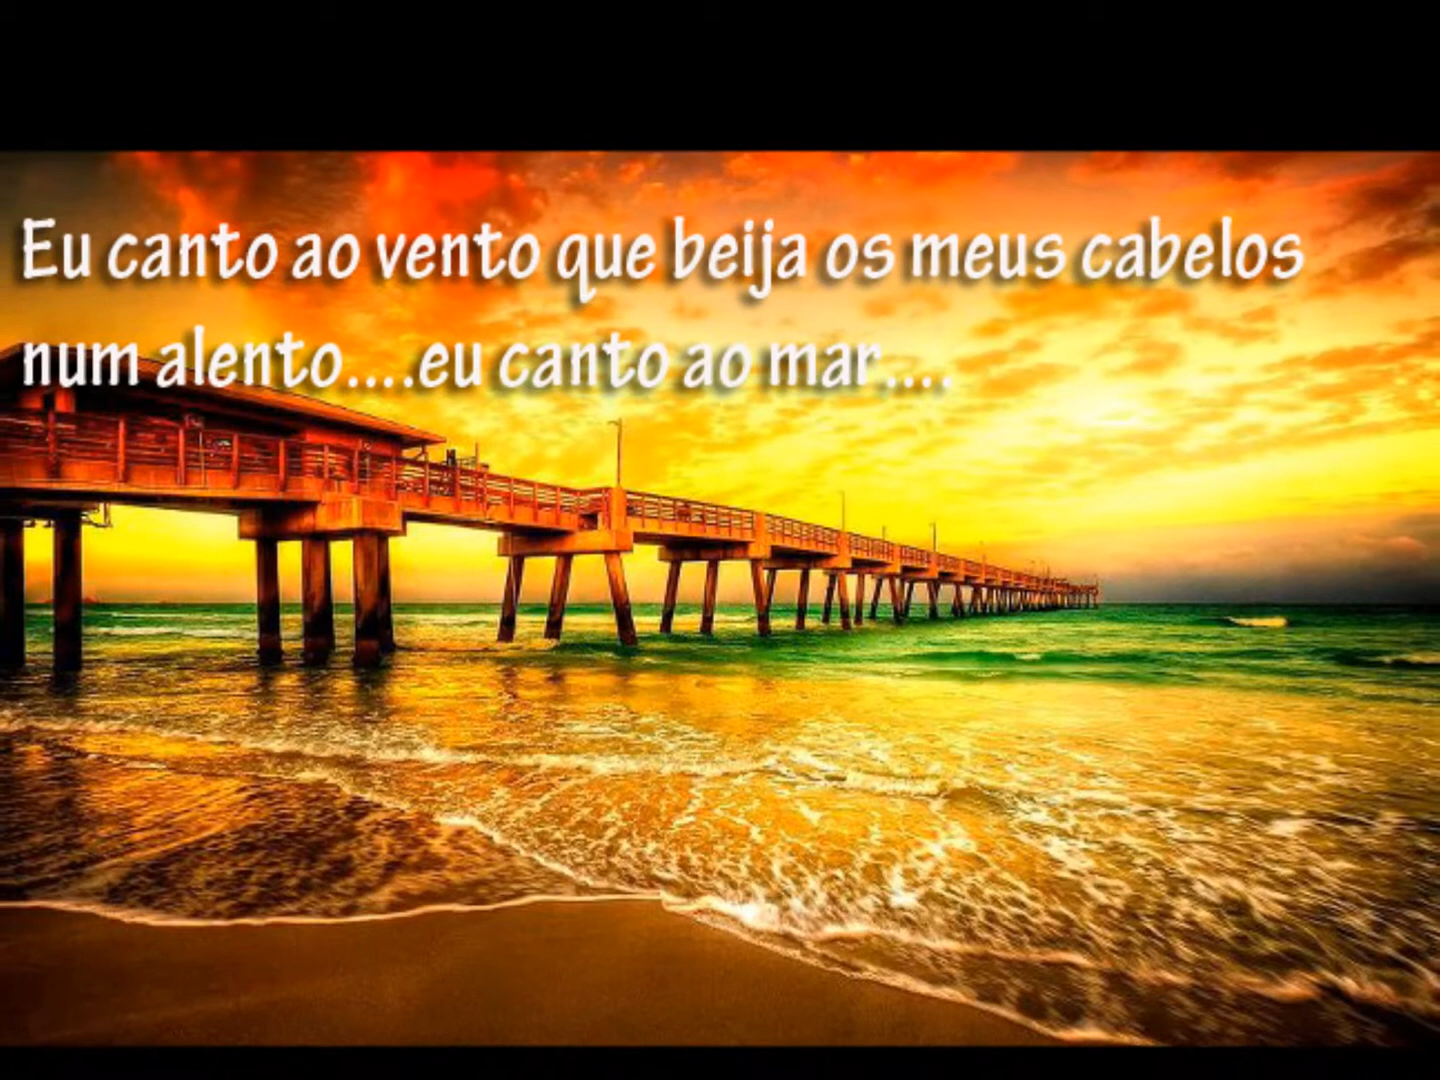 Eu canto ao vento que beija os meus cabelos
num alento....eu canto ao mar....